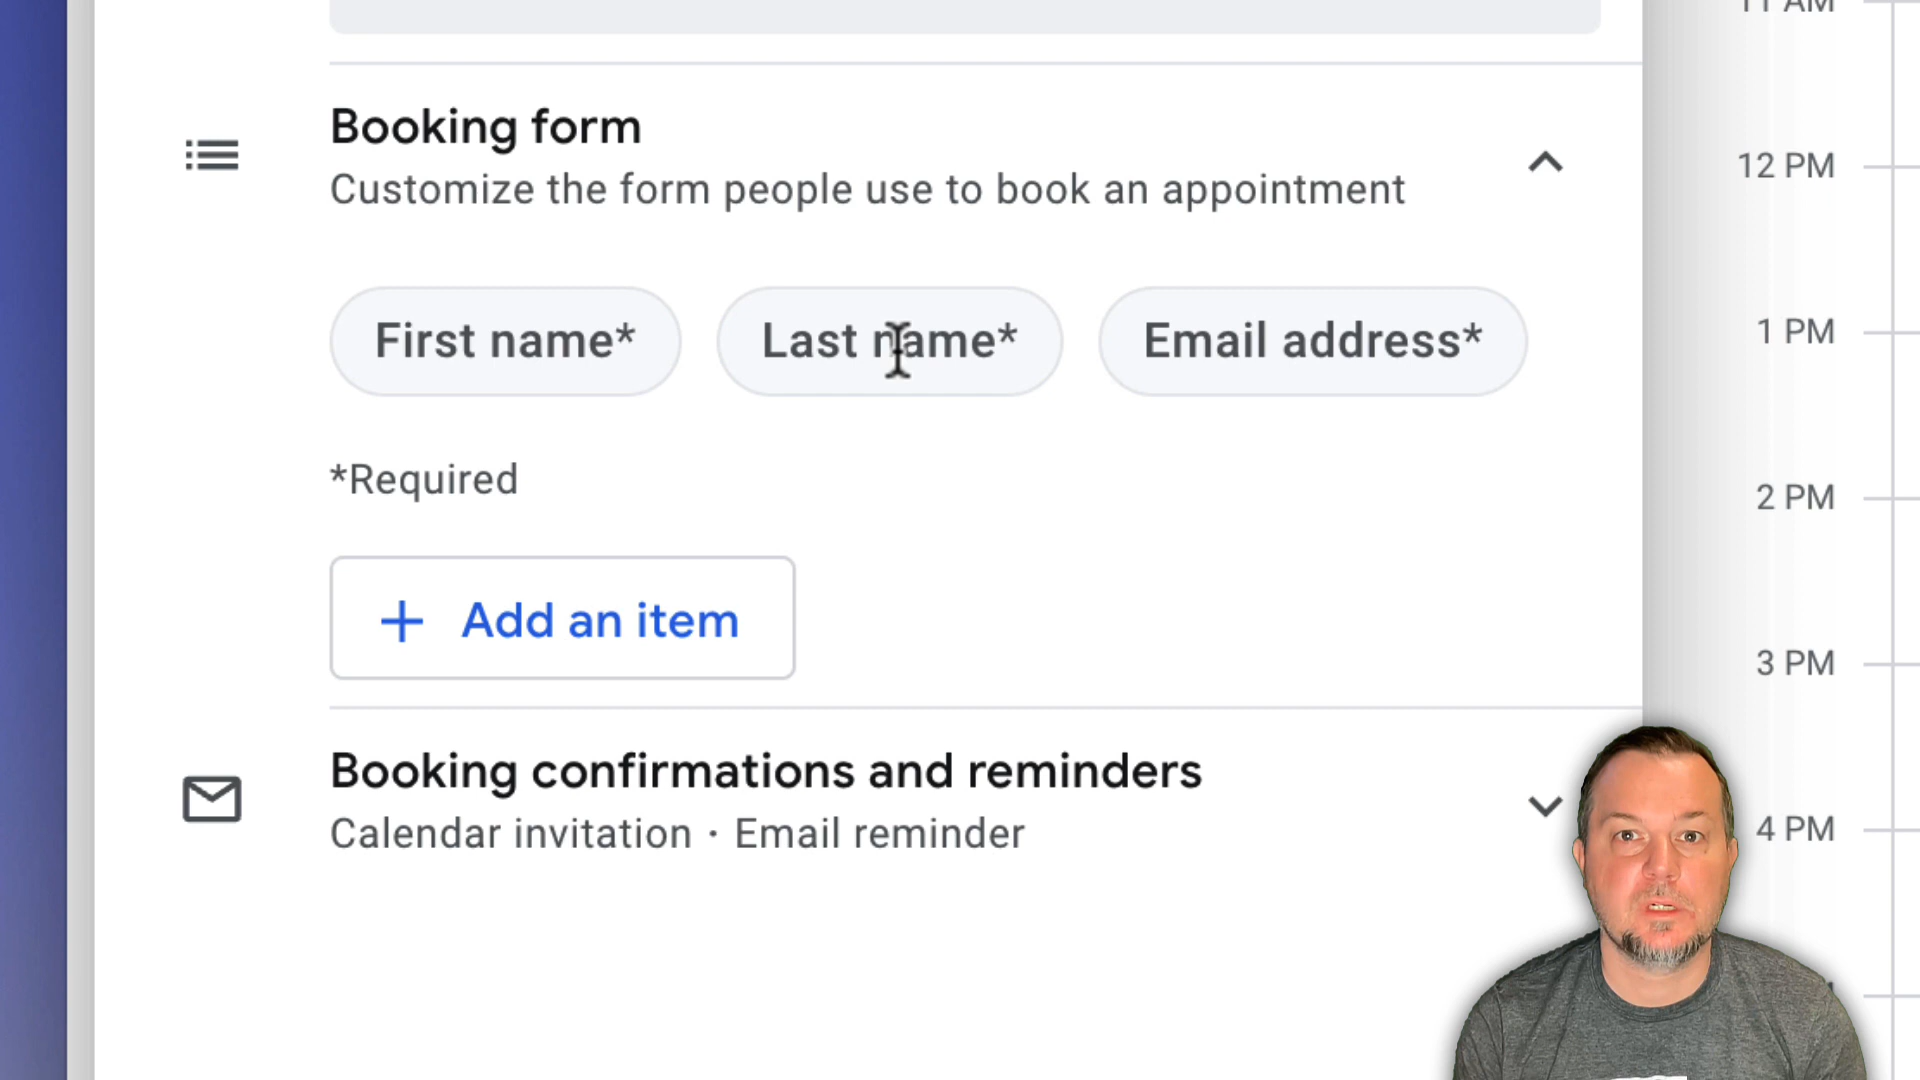 11 AM
Booking form
Customize the form people use to book an appointment
12 PM
First name*
Last name*
Email address*
1 PM
*Required
2 PM
+ Add an item
3 PM
Booking confirmations and reminders
Calendar invitation · Email reminder
4 PM